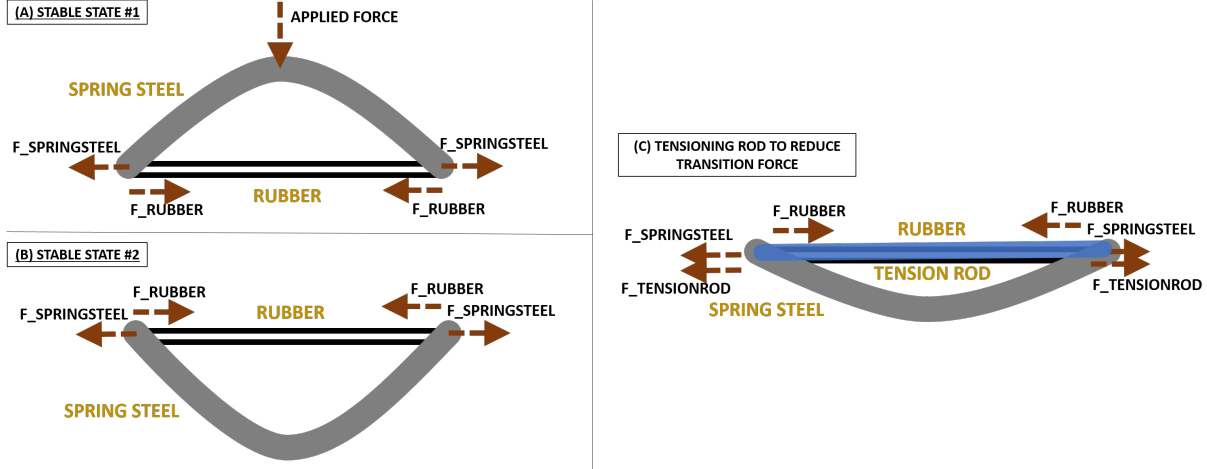 (A) STABLE STATE #1
APPLIED FORCE
SPRING STEEL
F_SPRINGSTEEL
F_SPRINGSTEEL
F_RUBBER
RUBBER
F_RUBBER
(B) STABLE STATE #2
F_RUBBER
F_RUBBER
F_SPRINGSTEEL
RUBBER
F_SPRINGSTEEL
SPRING STEEL
(C) TENSIONING ROD TO REDUCE
TRANSITION FORCE
F_RUBBER
F_RUBBER
F_SPRINGSTEEL
RUBBER
F_SPRINGSTEEL
TENSION ROD
F_TENSIONROD
F_TENSIONROD
SPRING STEEL